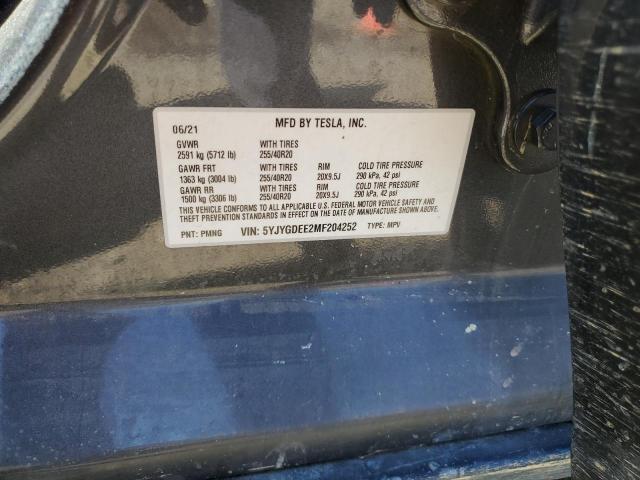 MFD BY TESLA, INC.
06/21
GVWR WITH TIRES
2591 kg (5712 lb) 255/40R20
GAWR FRT WITH TIRES RIM COLD TIRE PRESSURE
1363 kg (3004 lb) 255/40R20 20X9.5J 290 kPa, 42 psi
GAWR RR WITH TIRES RIM COLD TIRE PRESSURE
1500 kg (3306 lb) 255/40R20 20X9.5J 290 kPa, 42 psi
THIS VEHICLE CONFORMS TO ALL APPLICABLE U.S. FEDERAL MOTOR VEHICLE SAFETY AND
THEFT PREVENTION STANDARDS IN EFFECT ON THE DATE OF MANUFACTURE SHOWN ABOVE.
PNT: PMNG VIN: 5YJYGDEE2MF204252 TYPE: MPV